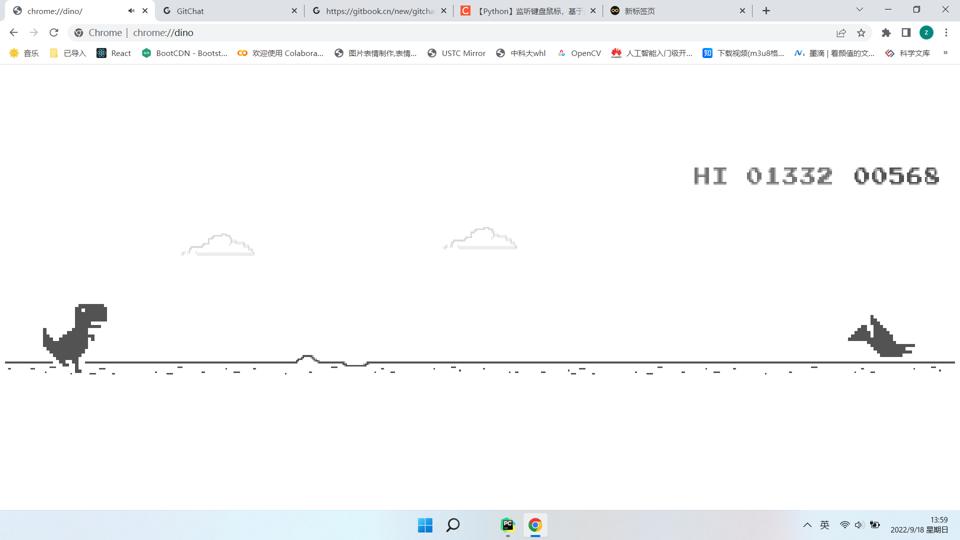 chrome://dino/
GitChat
https://gitbook.cn/new/gitcha
【Python】监听键盘鼠标，基于
新标签页
Chrome | chrome://dino
z
音乐
已导入
React
BootCDN - Bootst...
欢迎使用 Colabora...
图片表情制作,表情...
USTC Mirror
中科大whl
OpenCV
人工智能入门极开...
知 下载视频(m3u8格...
墨滴 | 看颜值的文...
科学文库
»
HI 01332 00568
PC
英
13:59
2022/9/18 星期日